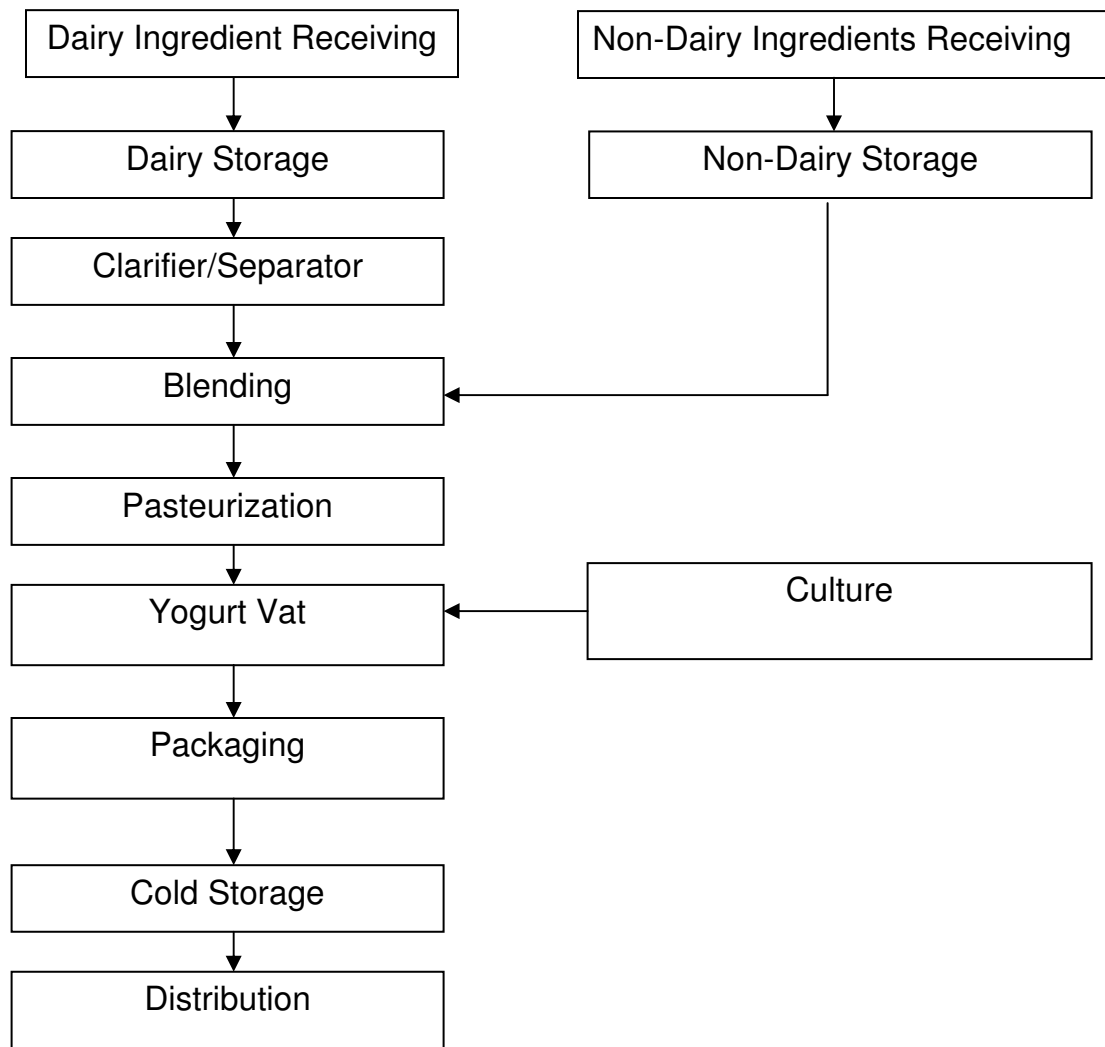 Dairy Ingredient Receiving
Non-Dairy Ingredients Receiving
Dairy Storage
Non-Dairy Storage
Clarifier/Separator
Blending
Pasteurization
Yogurt Vat
Culture
Packaging
Cold Storage
Distribution